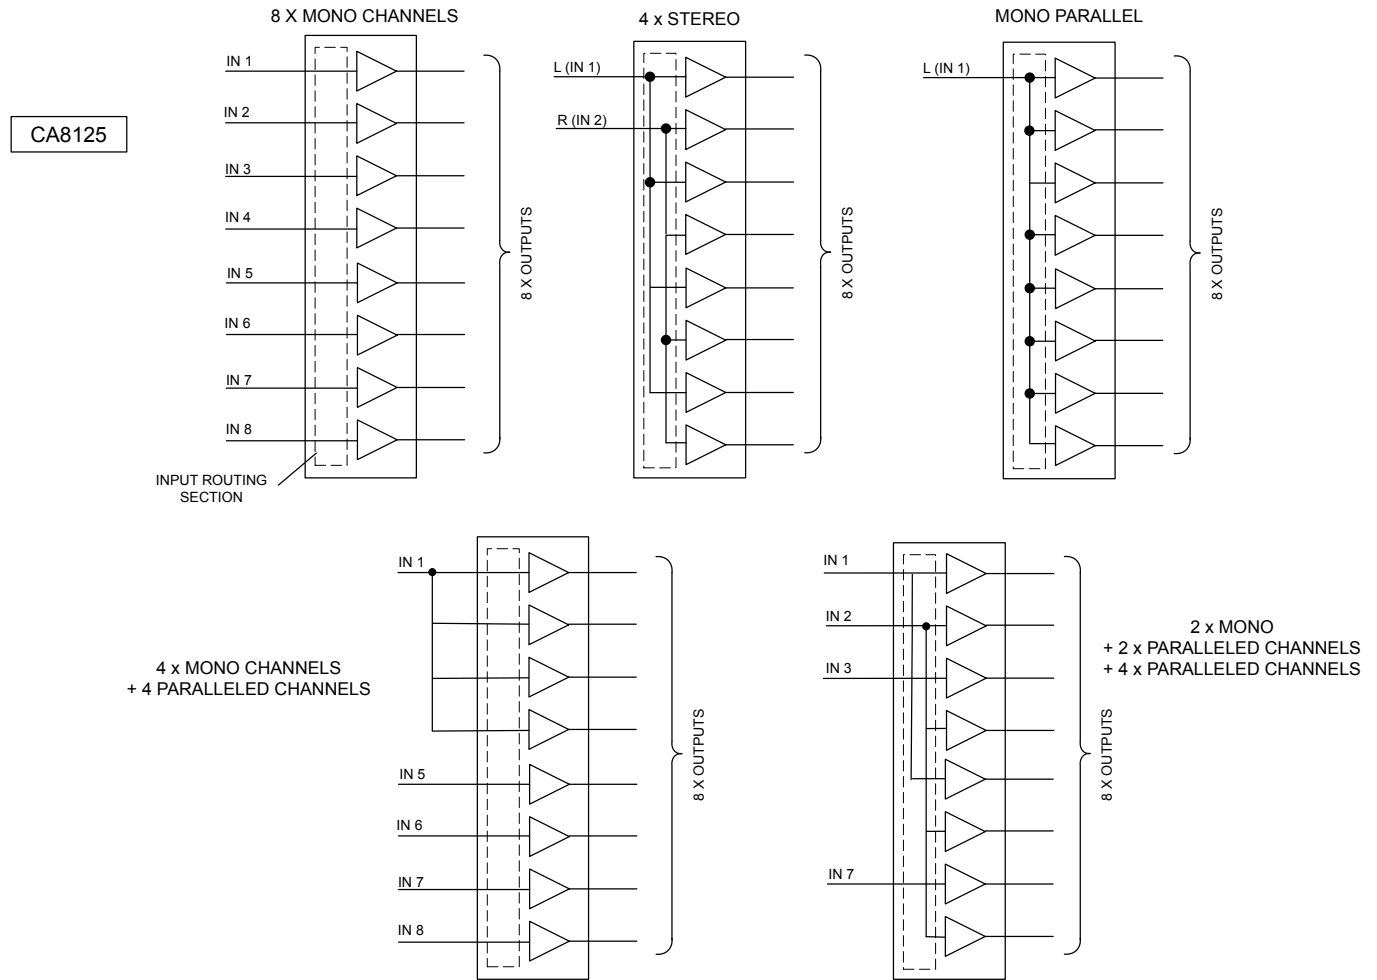 8 X MONO CHANNELS
4 x STEREO
MONO PARALLEL
CA8125
IN 1
IN 2
IN 3
IN 4
IN 5
IN 6
IN 7
IN 8
8 X OUTPUTS
INPUT ROUTING
SECTION
L (IN 1)
R (IN 2)
8 X OUTPUTS
L (IN 1)
8 X OUTPUTS
4 x MONO CHANNELS
+ 4 PARALLELED CHANNELS
IN 1
IN 5
IN 6
IN 7
IN 8
8 X OUTPUTS
IN 1
IN 2
IN 3
IN 7
8 X OUTPUTS
2 x MONO
+ 2 x PARALLELED CHANNELS
+ 4 x PARALLELED CHANNELS